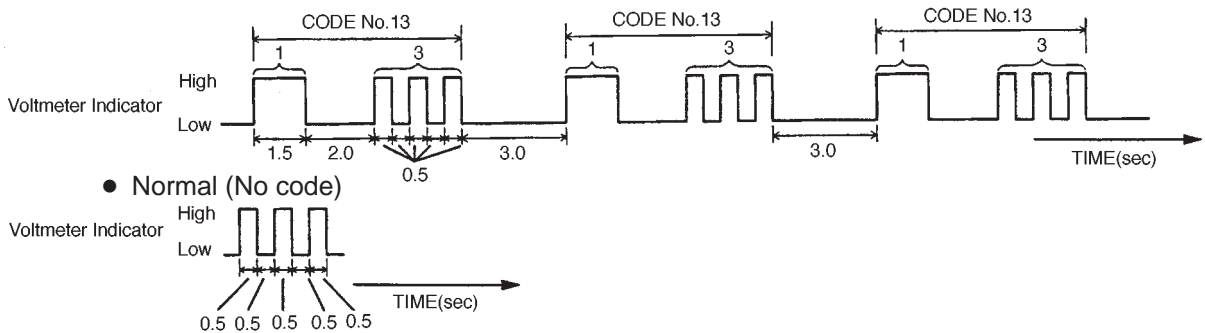 CODE No.13 CODE No.13 CODE No.13
1 3 1 3 1 3
High
Voltmeter Indicator
Low
1.5 2.0 0.5 3.0 3.0
TIME(sec)
● Normal (No code)
High
Voltmeter Indicator
Low
TIME(sec)
0.5 0.5 0.5 0.5 0.5